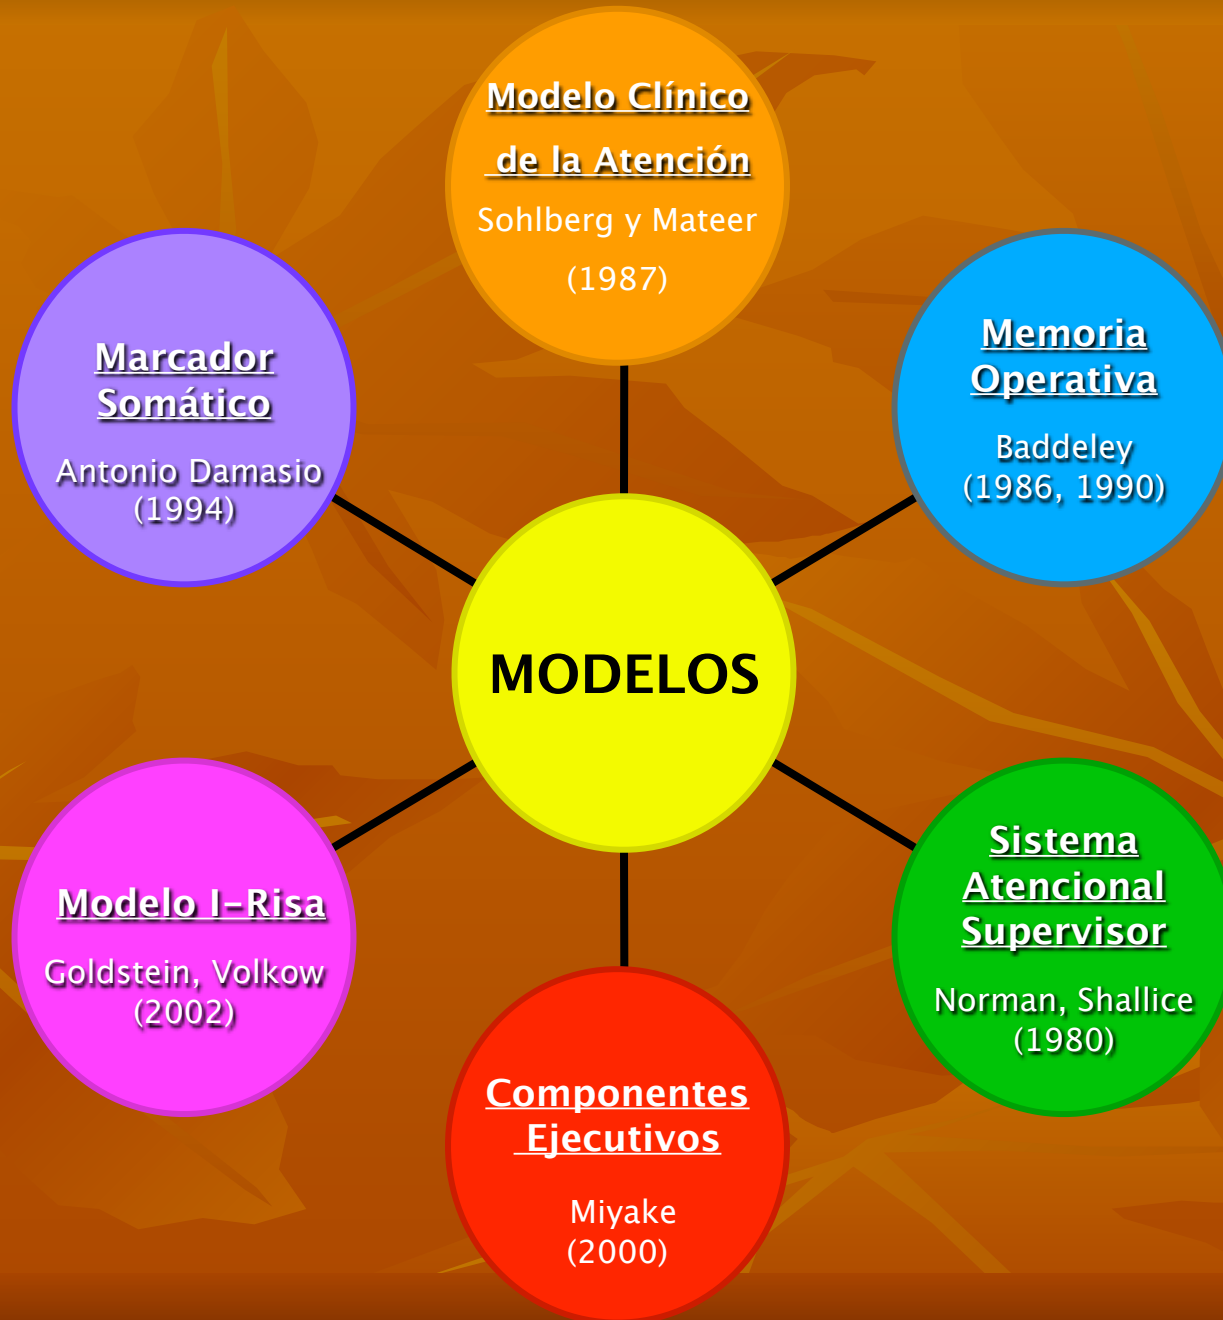 Modelo Clínico
de la Atención
Sohlberg y Mateer
(1987)
Marcador
Somático
Antonio Damasio
(1994)
Memoria
Operativa
Baddeley
(1986, 1990)
MODELOS
Modelo I-Risa
Goldstein, Volkow
(2002)
Sistema
Atencional
Supervisor
Norman, Shallice
(1980)
Componentes
Ejecutivos
Miyake
(2000)